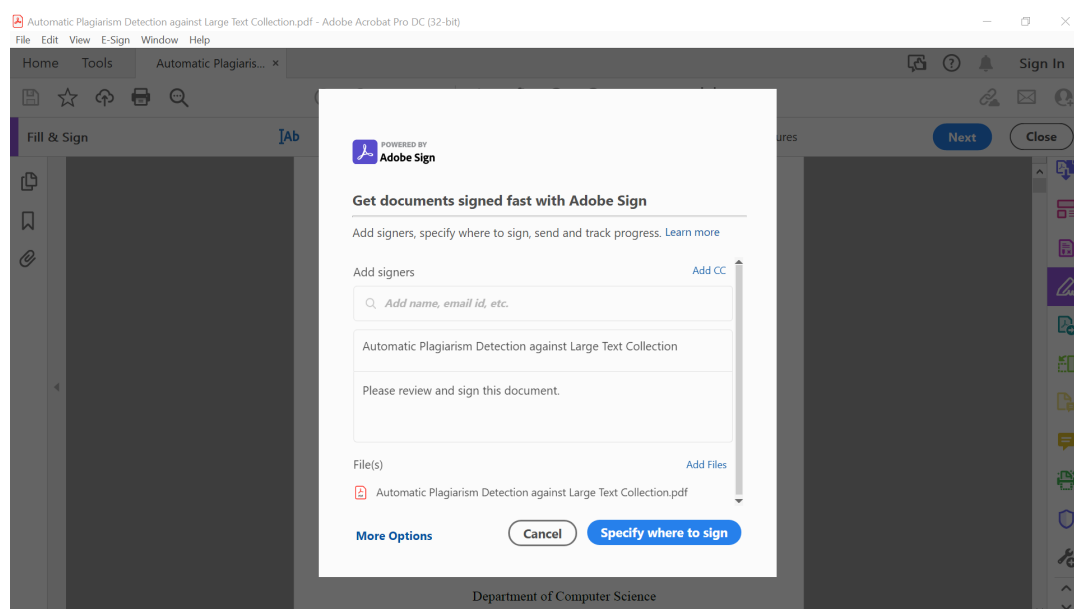 Automatic Plagiarism Detection against Large Text Collection.pdf - Adobe Acrobat Pro DC (32-bit)
File Edit View E-Sign Window Help
Home Tools Automatic Plagiaris... × Sign In
Fill & Sign Ab ures Next Close
POWERED BY
Adobe Sign
Get documents signed fast with Adobe Sign
Add signers, specify where to sign, send and track progress. Learn more
Add signers Add CC
Add name, email id, etc.
Automatic Plagiarism Detection against Large Text Collection
Please review and sign this document.
File(s) Add Files
Automatic Plagiarism Detection against Large Text Collection.pdf
More Options Cancel Specify where to sign
Department of Computer Science